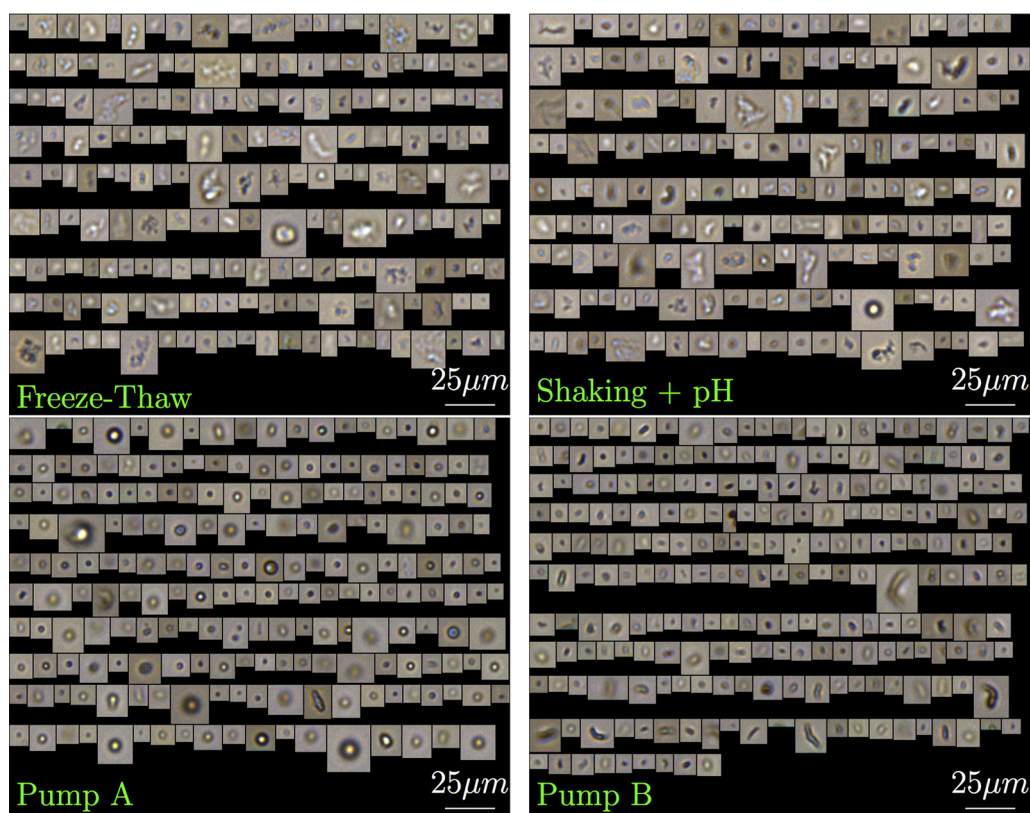 25μm
Freeze-Thaw
25μm
Shaking + pH
25μm
Pump A
25μm
Pump B